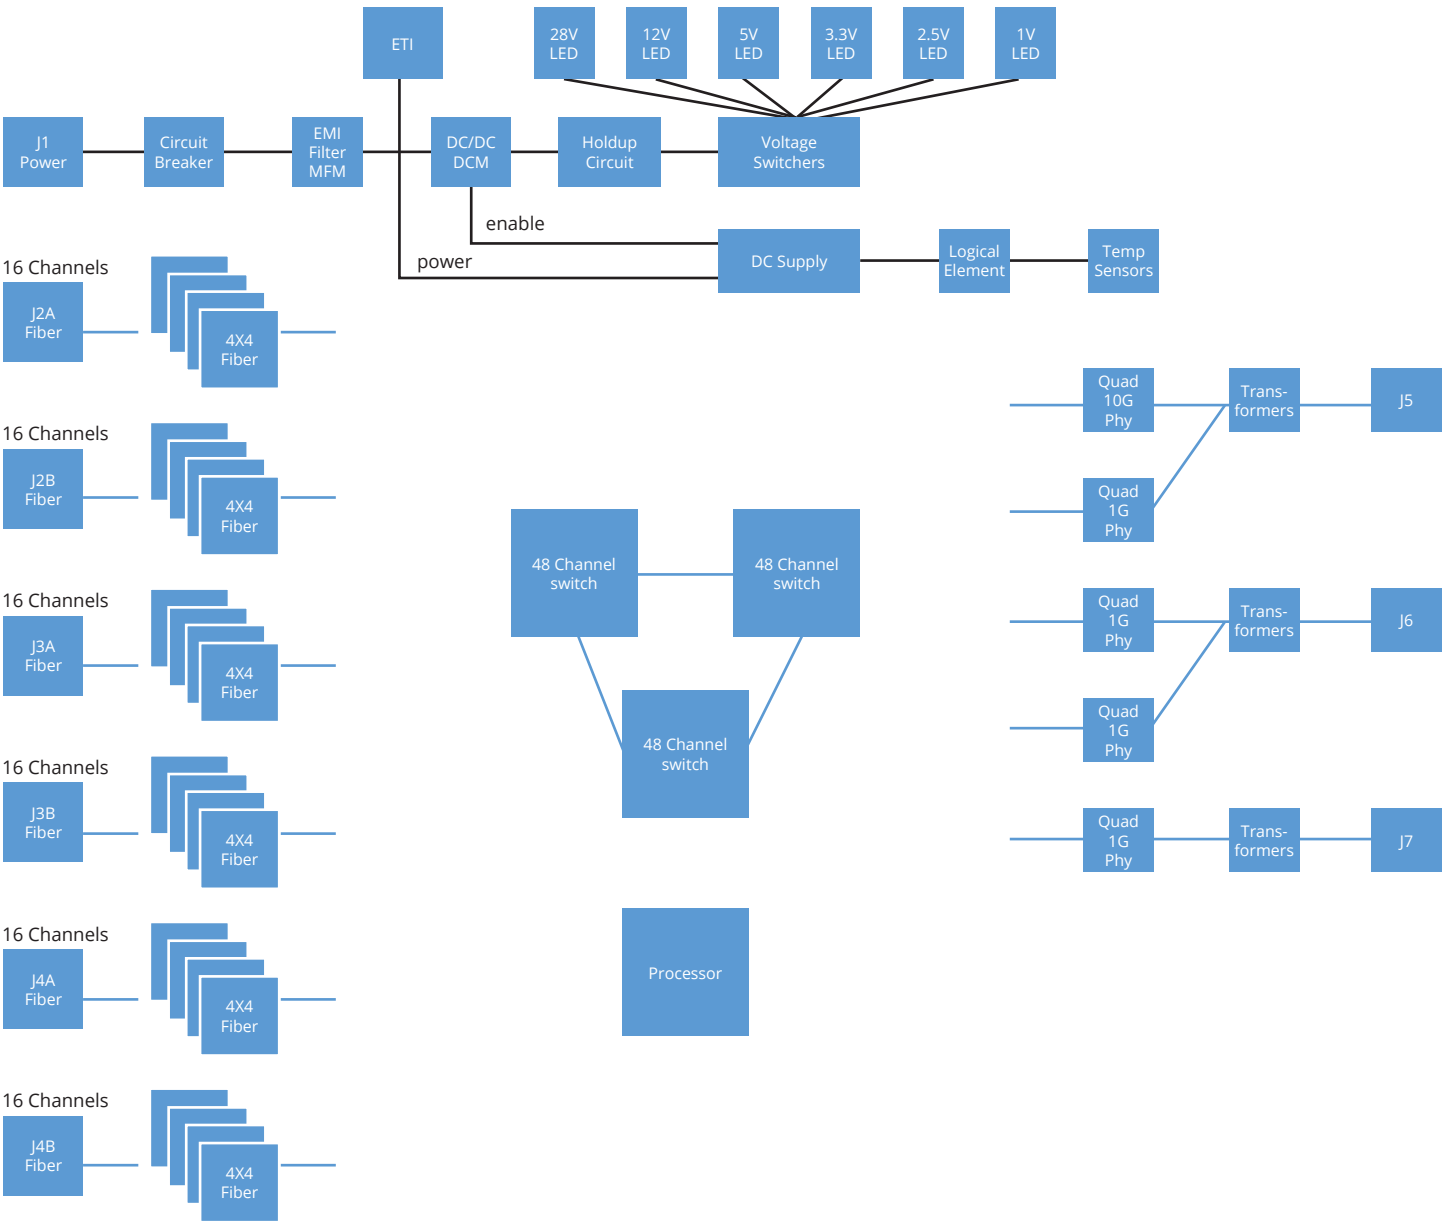 ETI
28V
LED
12V
LED
5V
LED
3.3V
LED
2.5V
LED
1V
LED
J1
Power
Circuit
Breaker
EMI
Filter
MFM
DC/DC
DCM
Holdup
Circuit
Voltage
Switchers
enable
power
DC Supply
Logical
Element
Temp
Sensors
16 Channels
J2A
Fiber
4X4
Fiber
16 Channels
J2B
Fiber
4X4
Fiber
16 Channels
J3A
Fiber
4X4
Fiber
16 Channels
J3B
Fiber
4X4
Fiber
16 Channels
J4A
Fiber
4X4
Fiber
16 Channels
J4B
Fiber
4X4
Fiber
48 Channel
switch
48 Channel
switch
48 Channel
switch
Processor
Quad
10G
Phy
Trans-
formers
J5
Quad
1G
Phy
Quad
1G
Phy
Trans-
formers
J6
Quad
1G
Phy
Quad
1G
Phy
Trans-
formers
J7